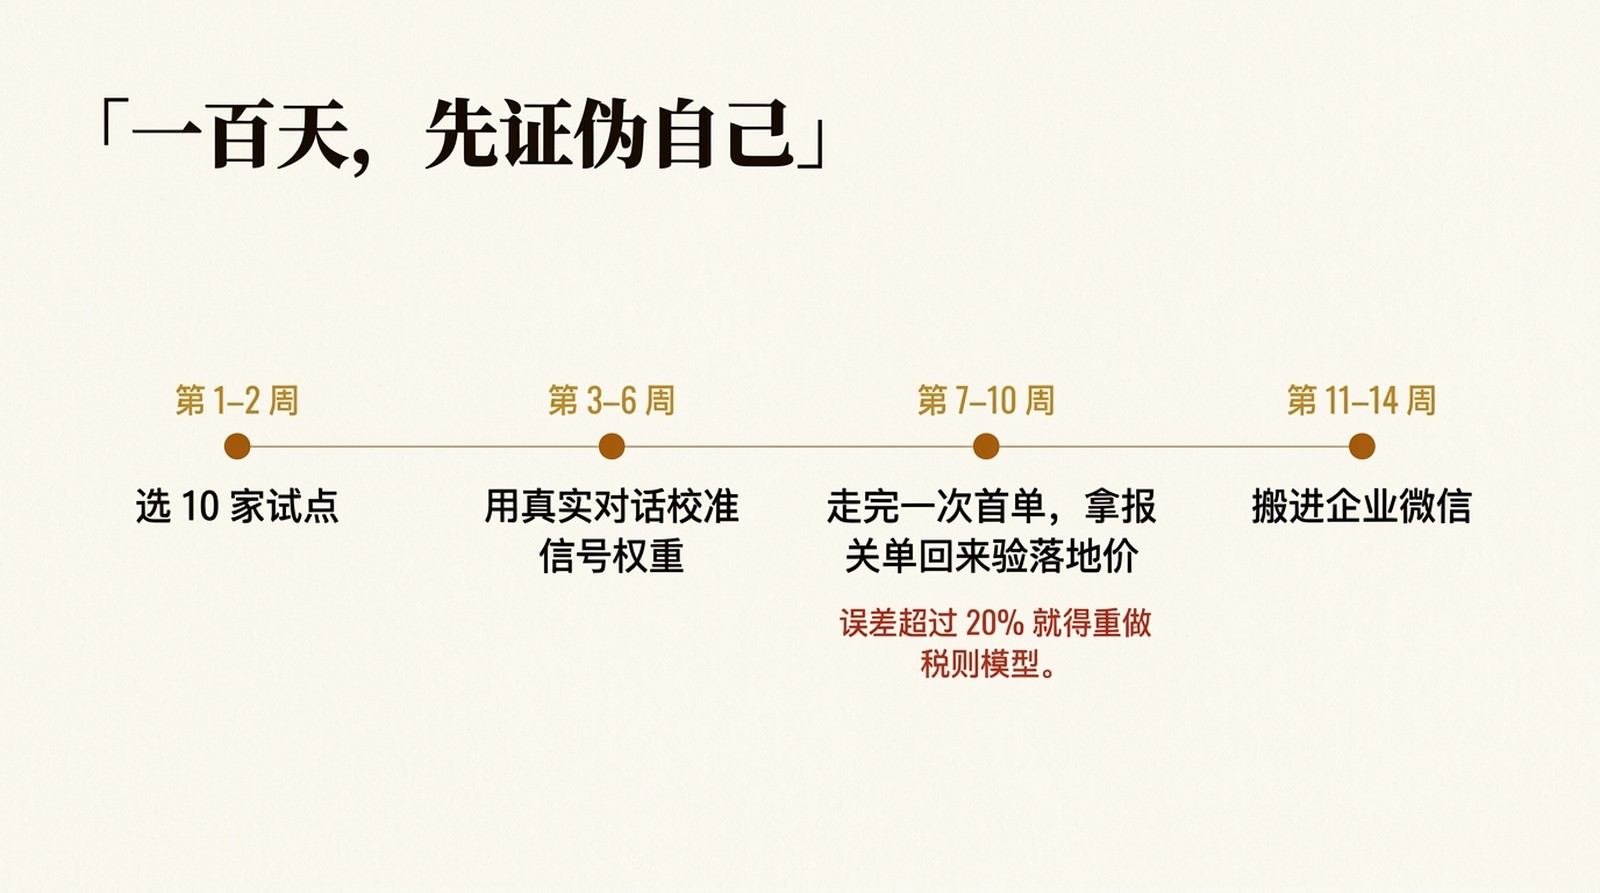 「一百天，先证伪自己」
第 1–2 周
选 10 家试点
第 3–6 周
用真实对话校准
信号权重
第 7–10 周
走完一次首单，拿报
关单回来验落地价
误差超过 20% 就得重做
税则模型。
第 11–14 周
搬进企业微信